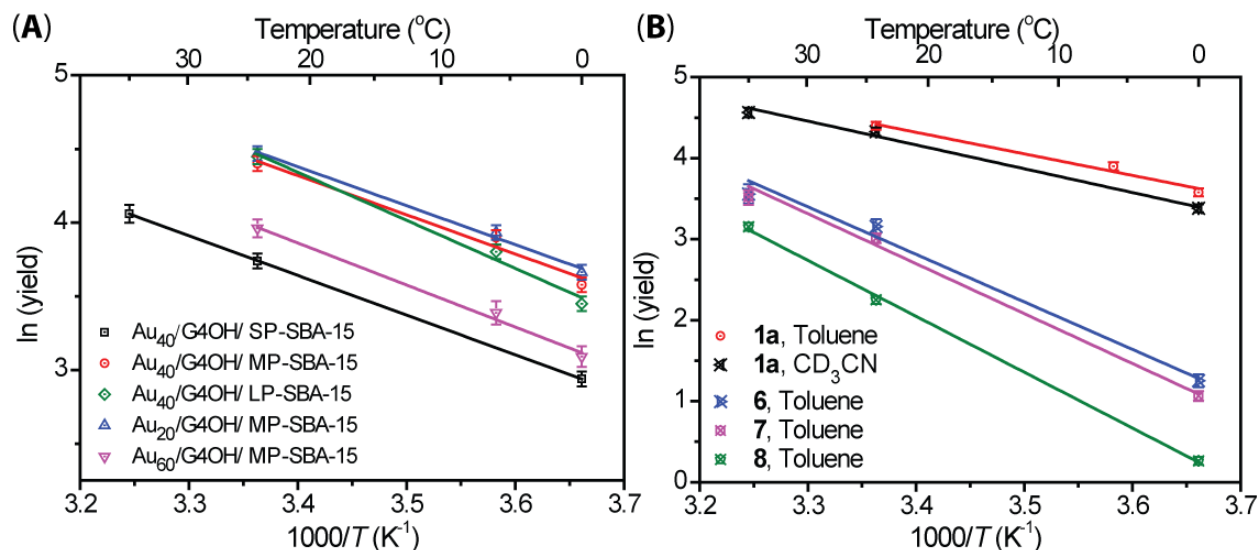 (A)
Temperature (°C)
30 20 10 0
5
4
3
ln (yield)
Au40/G4OH/ SP-SBA-15
Au40/G4OH/ MP-SBA-15
Au40/G4OH/ LP-SBA-15
Au20/G4OH/ MP-SBA-15
Au60/G4OH/ MP-SBA-15
3.2 3.3 3.4 3.5 3.6 3.7
1000/T (K⁻¹)
(B)
Temperature (°C)
30 20 10 0
5
4
3
2
1
0
ln (yield)
1a, Toluene
1a, CD3CN
6, Toluene
7, Toluene
8, Toluene
3.2 3.3 3.4 3.5 3.6 3.7
1000/T (K⁻¹)